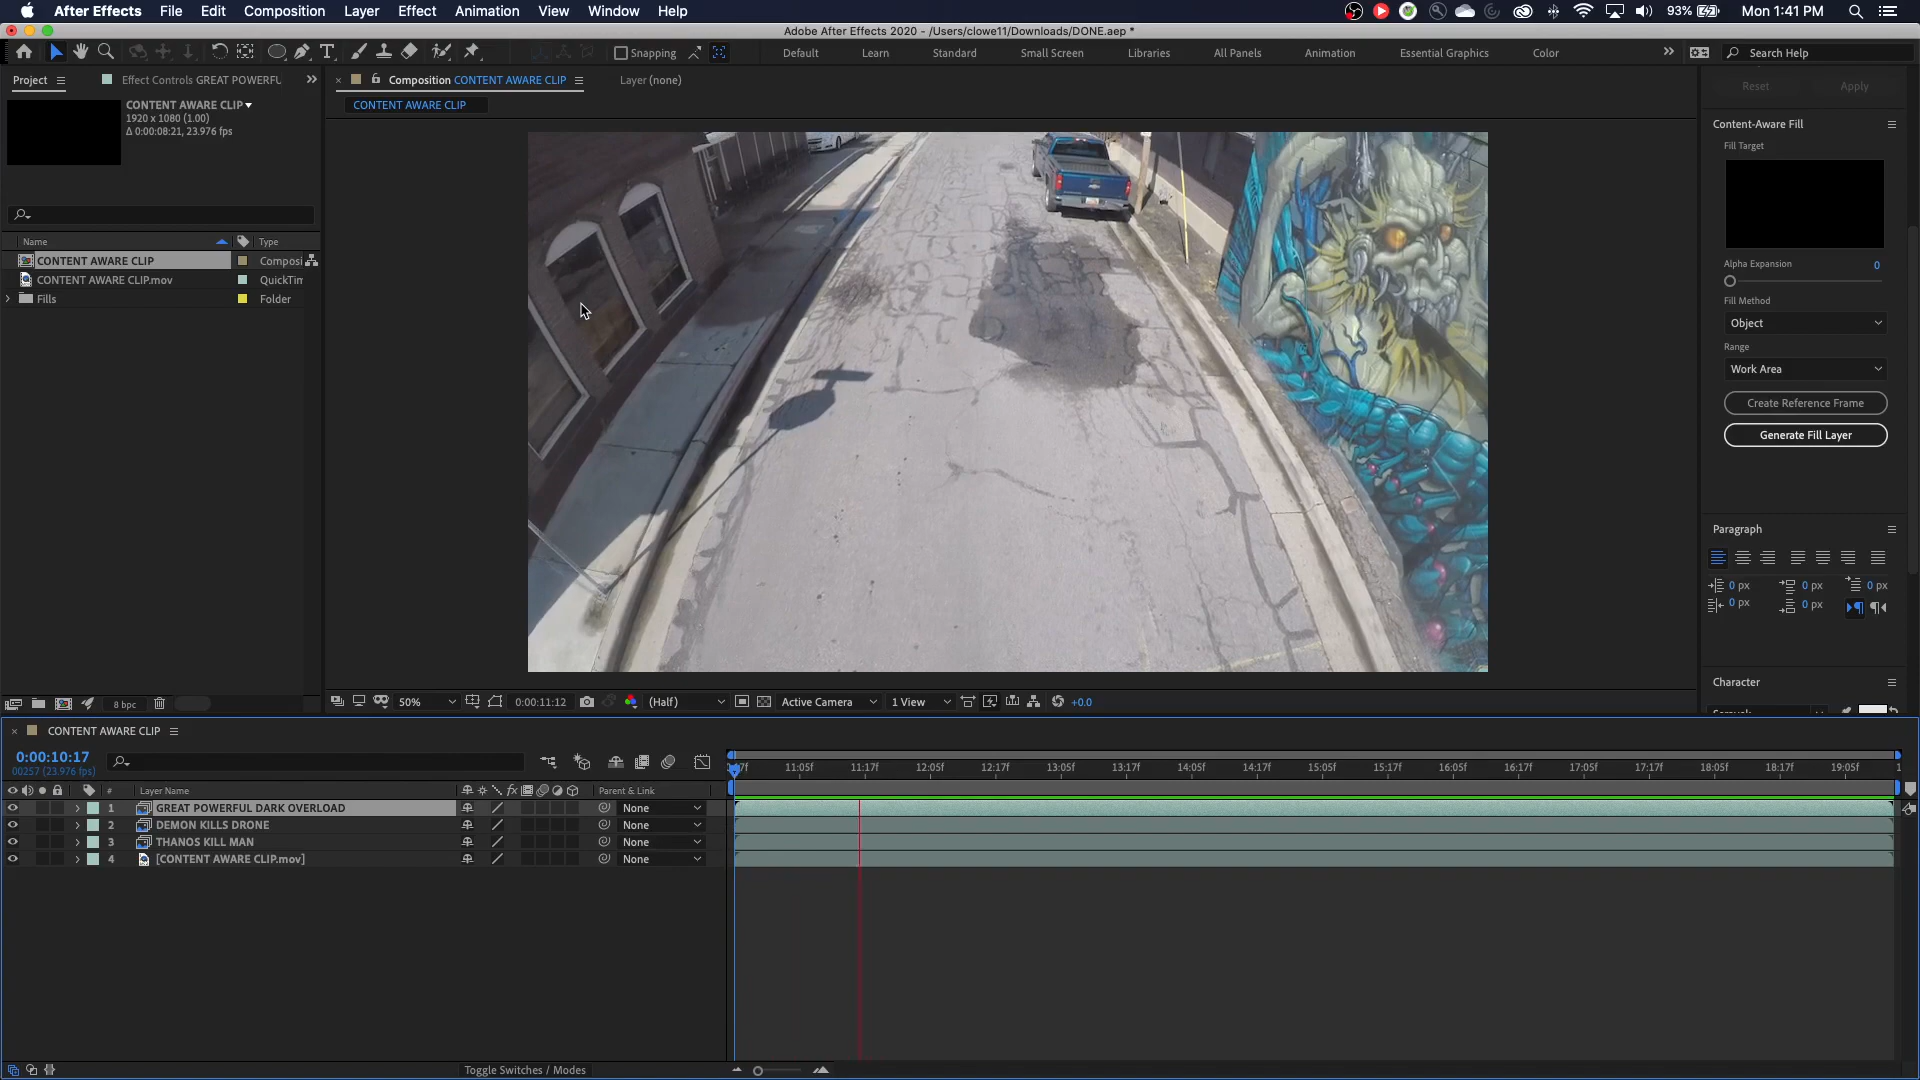 After Effects File Edit Composition Layer Effect Animation View Window Help 93% Mon 1:41 PM
Adobe After Effects 2020 - /Users/clowe11/Downloads/DONE.aep *
Snapping Default Learn Standard Small Screen Libraries All Panels Animation Essential Graphics Color Search Help
Project Effect Controls GREAT POWERFU Composition CONTENT AWARE CLIP Layer (none)
Reset Apply
CONTENT AWARE CLIP
1920 x 1080 (1.00)
Δ 0:00:08:21, 23.976 fps
CONTENT AWARE CLIP
Content-Aware Fill
Fill Target
Name Type
CONTENT AWARE CLIP Composi
CONTENT AWARE CLIP.mov QuickTim
Fills Folder
Alpha Expansion 0
Fill Method
Object
Range
Work Area
Create Reference Frame
Generate Fill Layer
Paragraph
0 px 0 px 0 px
0 px 0 px
Character
8 bpc
50% 0:00:11:12 (Half) Active Camera 1 View +0.0
CONTENT AWARE CLIP
0:00:10:17
00257 (23.976 fps)
11:05f 11:17f 12:05f 12:17f 13:05f 13:17f 14:05f 14:17f 15:05f 15:17f 16:05f 16:17f 17:05f 17:17f 18:05f 18:17f 19:05f
# Layer Name fx Parent & Link
1 GREAT POWERFUL DARK OVERLOAD None
2 DEMON KILLS DRONE None
3 THANOS KILL MAN None
4 [CONTENT AWARE CLIP.mov] None
Toggle Switches / Modes